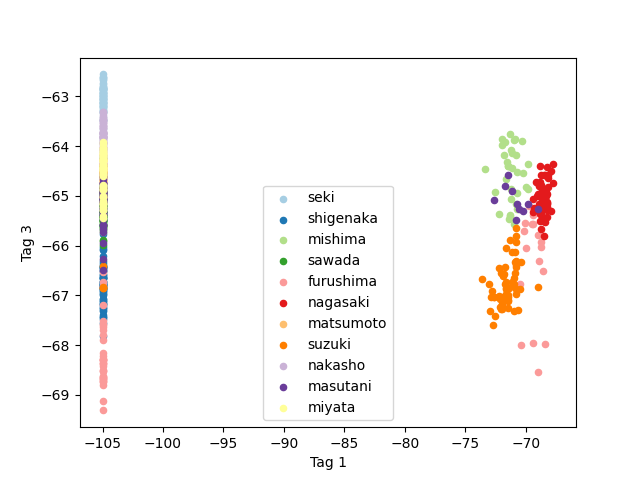 −63
−64
−65
−66
−67
−68
−69
Tag 3
seki
shigenaka
mishima
sawada
furushima
nagasaki
matsumoto
suzuki
nakasho
masutani
miyata
−105 −100 −95 −90 −85 −80 −75 −70
Tag 1